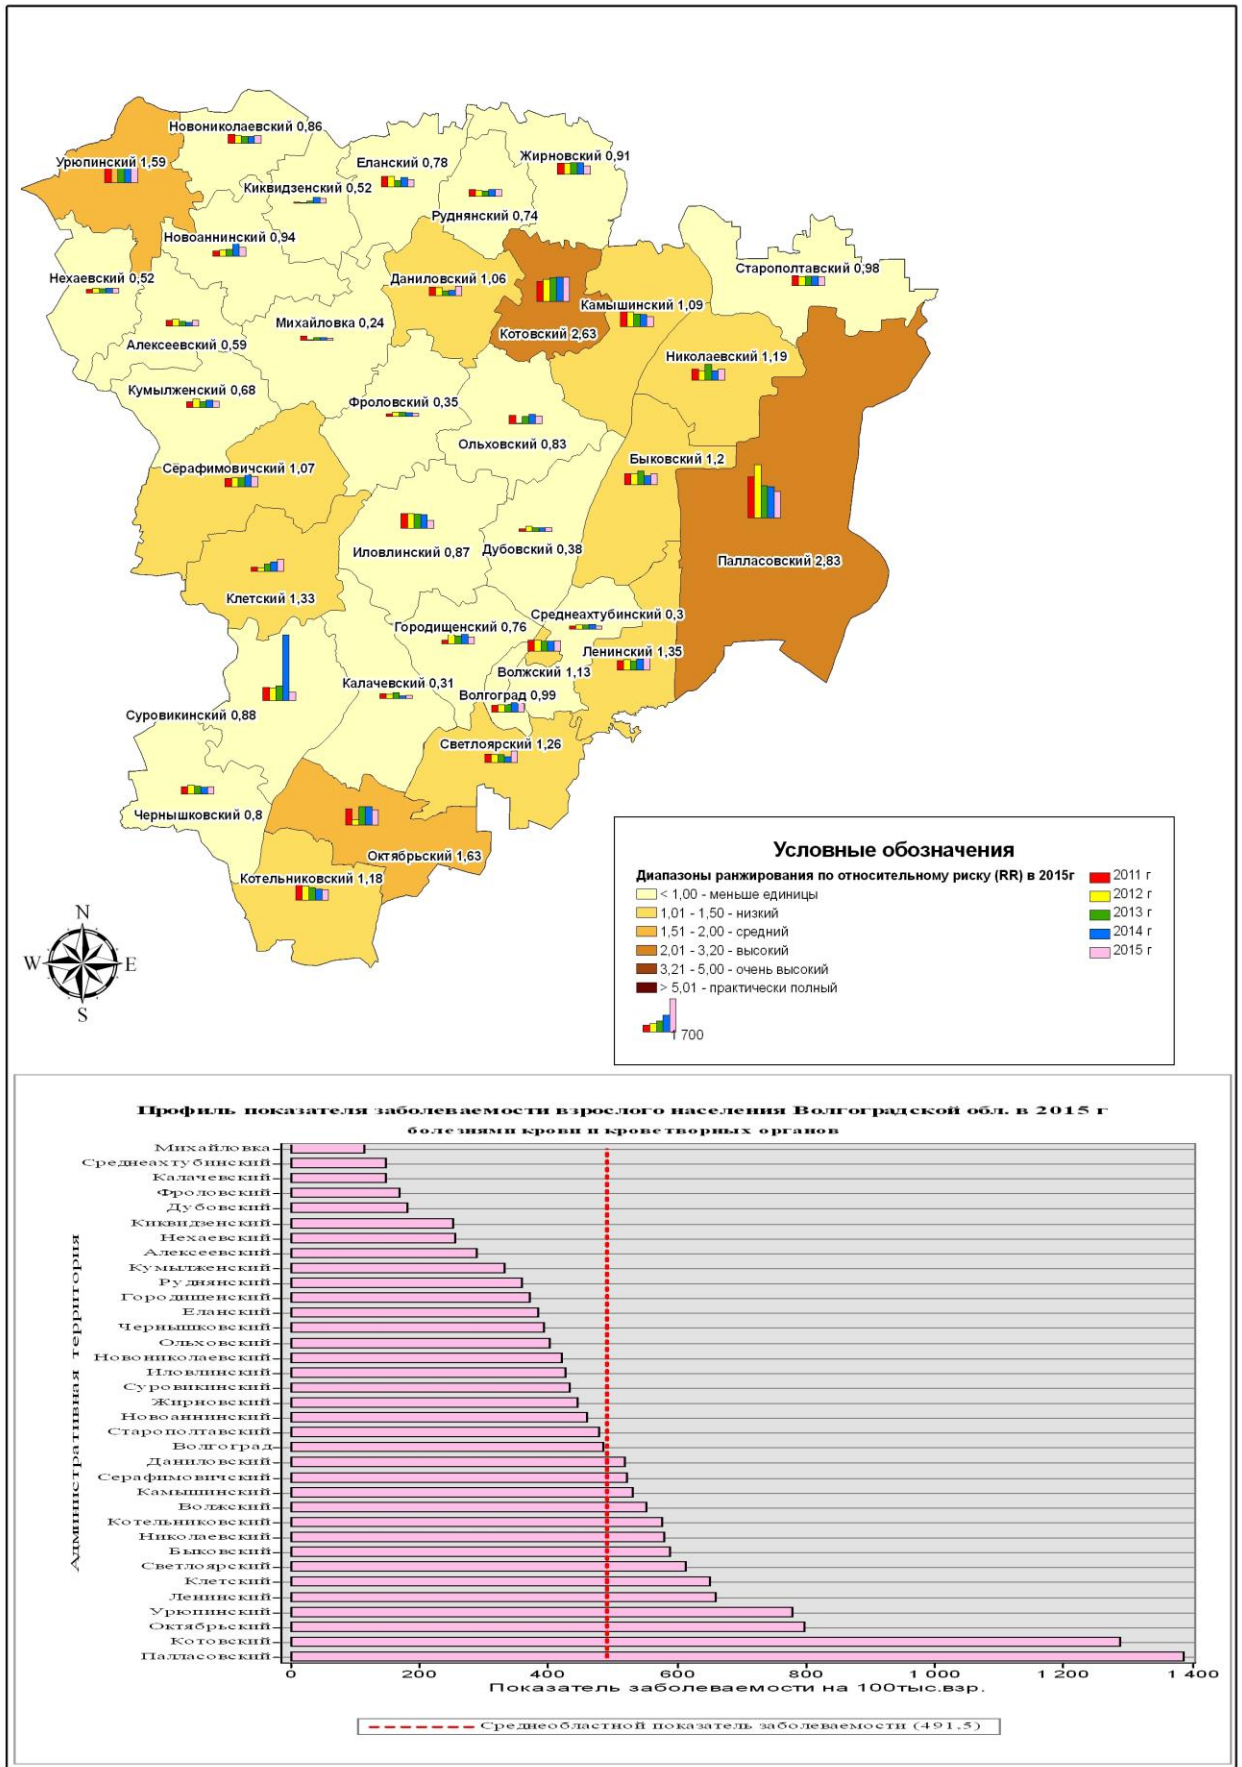 Новониколаевский 0,86
Урюпинский 1,59
Еланский 0,78
Жирновский 0,91
Киквидзенский 0,52
Руднянский 0,74
Новоаннинский 0,94
Нехаевский 0,52
Даниловский 1,06
Старополтавский 0,98
Камышинский 1,09
Михайловка 0,24
Котовский 2,63
Алексеевский 0,59
Николаевский 1,19
Кумылженский 0,68
Фроловский 0,35
Ольховский 0,83
Серафимовичский 1,07
Быковский 1,2
Иловлинский 0,87
Дубовский 0,38
Палласовский 2,83
Клетский 1,33
Среднеахтубинский 0,3
Городищенский 0,76
Ленинский 1,35
Волжский 1,13
Калачевский 0,31
Волгоград 0,99
Суровикинский 0,88
Светлоярский 1,26
Чернышковский 0,8
Октябрьский 1,63
Котельниковский 1,18
N
W E
S
Условные обозначения
Диапазоны ранжирования по относительному риску (RR) в 2015г
< 1,00 - меньше единицы
1,01 - 1,50 - низкий
1,51 - 2,00 - средний
2,01 - 3,20 - высокий
3,21 - 5,00 - очень высокий
> 5,01 - практически полный
1 700
2011 г
2012 г
2013 г
2014 г
2015 г
Профиль показателя заболеваемости взрослого населения Волгоградской обл. в 2015 г
болезнями крови и кроветворных органов
Административная территория
Михайловка
Среднеахтубинский
Калачевский
Фроловский
Дубовский
Киквидзенский
Нехаевский
Алексеевский
Кумылженский
Руднянский
Городищенский
Еланский
Чернышковский
Ольховский
Новониколаевский
Иловлинский
Суровикинский
Жирновский
Новоаннинский
Старополтавский
Волгоград
Даниловский
Серафимовичский
Камышинский
Волжский
Котельниковский
Николаевский
Быковский
Светлоярский
Клетский
Ленинский
Урюпинский
Октябрьский
Котовский
Палласовский
0 200 400 600 800 1 000 1 200 1 400
Показатель заболеваемости на 100тыс.взр.
Среднеобластной показатель заболеваемости (491,5)